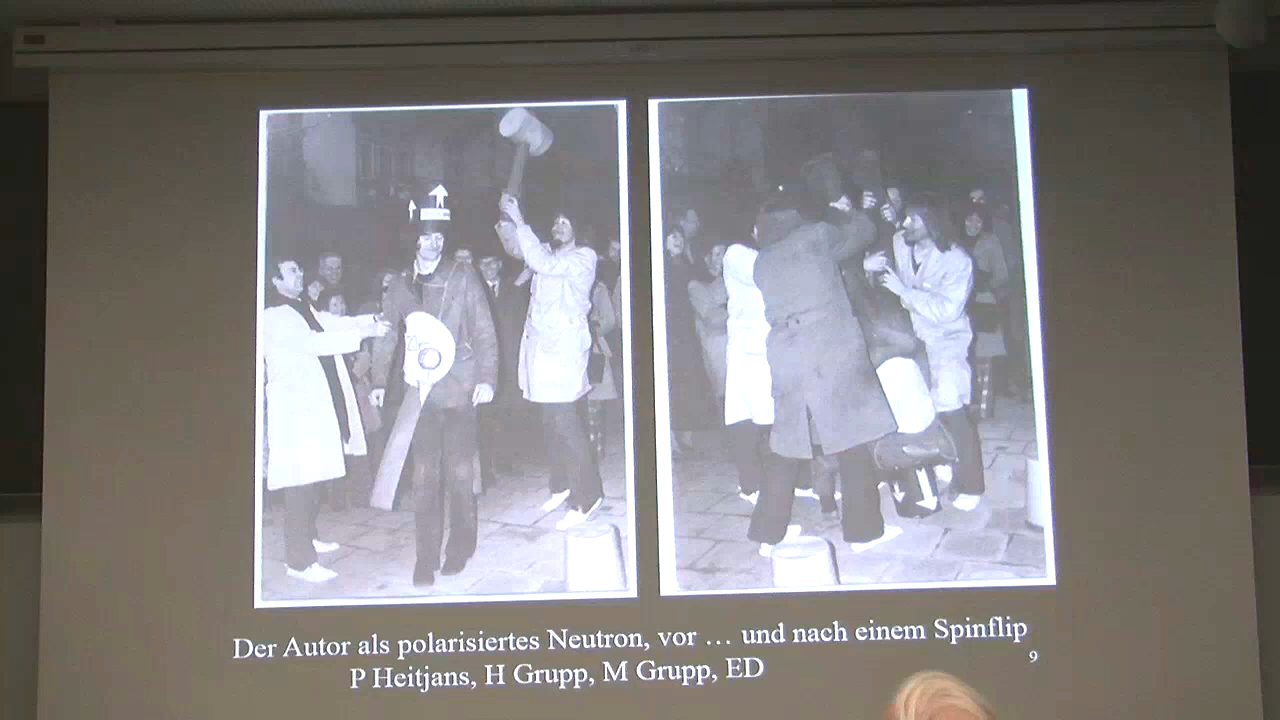 Der Autor als polarisiertes Neutron, vor … und nach einem Spinflip
P Heitjans, H Grupp, M Grupp, ED
9